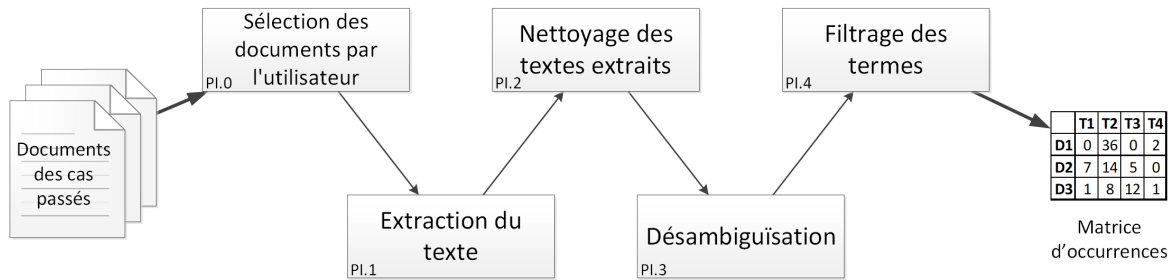 Documents
des cas
passés
Sélection des
documents par
l'utilisateur
PI.0
Extraction du
texte
PI.1
Nettoyage des
textes extraits
PI.2
Désambiguïsation
PI.3
Filtrage des
termes
PI.4
T1 T2 T3 T4
D1 0 36 0 2
D2 7 14 5 0
D3 1 8 12 1
Matrice
d'occurrences